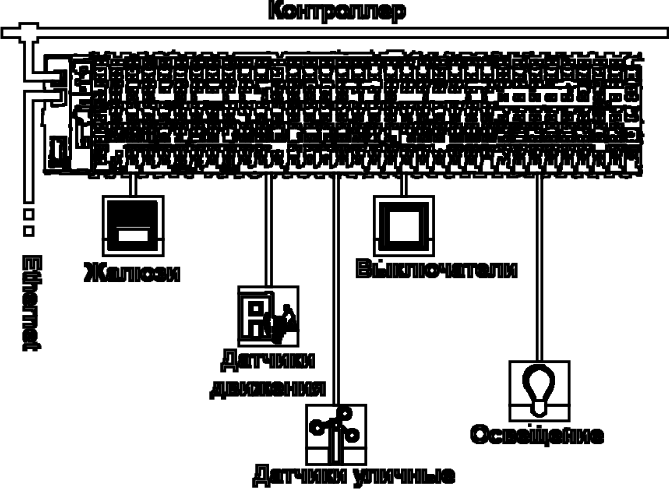 Контроллер
Ethernet
Жалюзи
Выключатели
Датчики
движения
Освещение
Датчики уличные